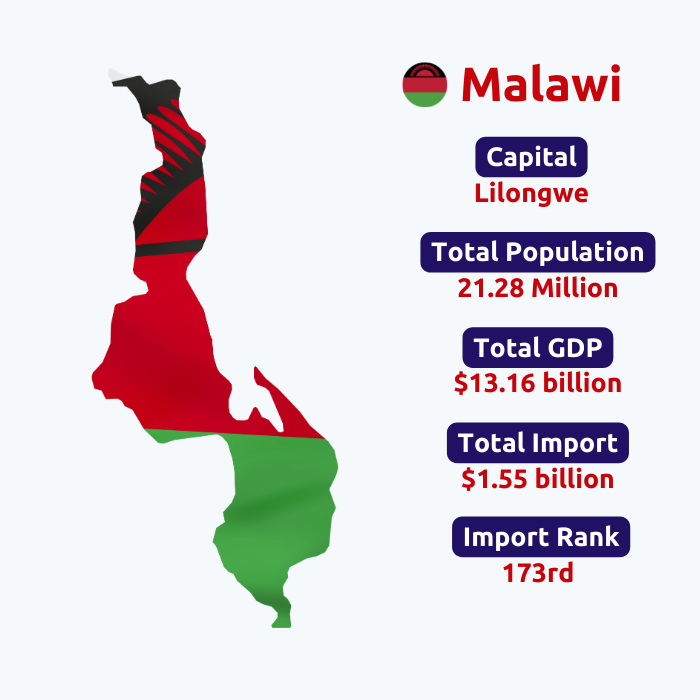 Malawi
Capital
Lilongwe
Total Population
21.28 Million
Total GDP
$13.16 billion
Total Import
$1.55 billion
Import Rank
173rd